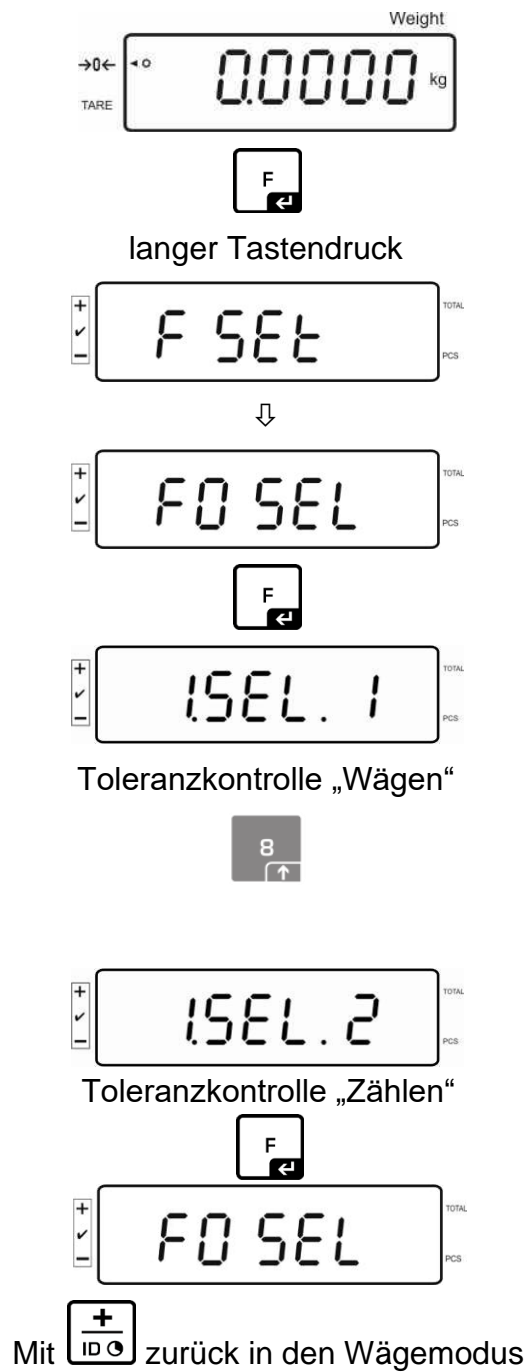 Weight
→0← ◄ o 0.0000 kg
TARE
F
langer Tastendruck
+ TOTAL
✔ F SEt
− PCS
⇩
+ TOTAL
✔ F0 SEL
− PCS
F
+ TOTAL
✔ 1.SEL. 1
− PCS
Toleranzkontrolle „Wägen“
8
↑
+ TOTAL
✔ 1.SEL. 2
− PCS
Toleranzkontrolle „Zählen“
F
+ TOTAL
✔ F0 SEL
− PCS
+
Mit ID zurück in den Wägemodus